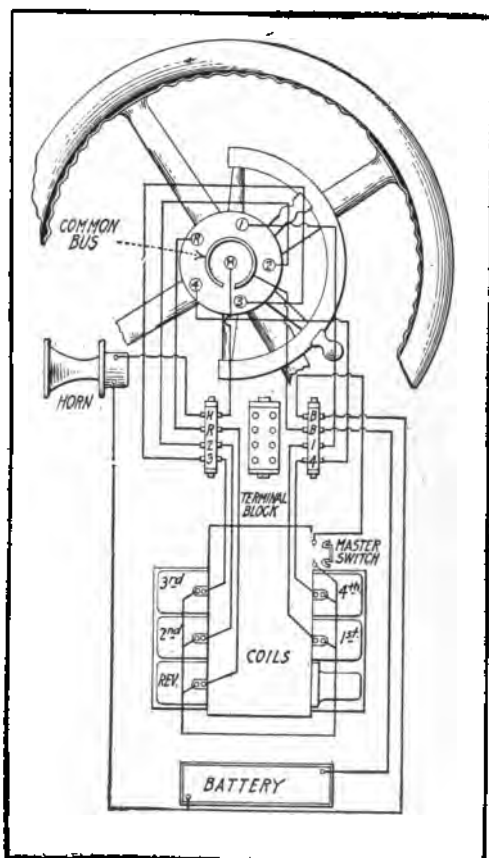 COMMON
BUS
1
R
H
2
4
3
HORN
H
R
2
3
B
B
1
4
TERMINAL
BLOCK
MASTER
SWITCH
3rd
4th
2nd
1st.
COILS
REV.
BATTERY